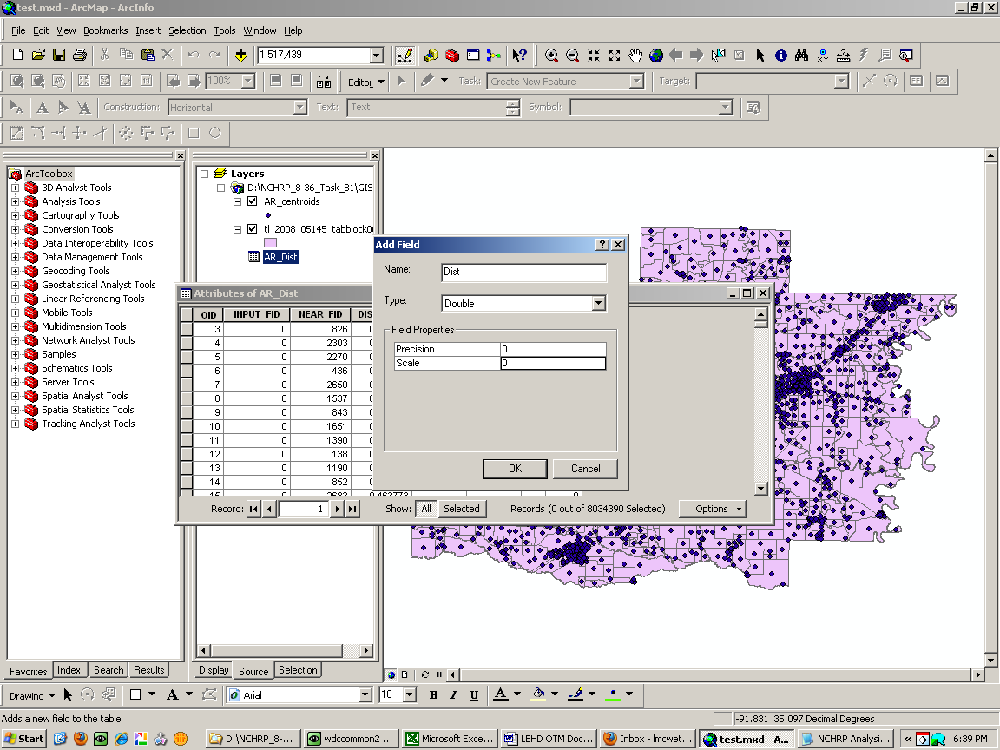 test.mxd - ArcMap - ArcInfo
File Edit View Bookmarks Insert Selection Tools Window Help
1:517,439
100% Editor Task: Create New Feature Target:
Construction: Horizontal Text: Text Symbol:
ArcToolbox
3D Analyst Tools
Analysis Tools
Cartography Tools
Conversion Tools
Data Interoperability Tools
Data Management Tools
Geocoding Tools
Geostatistical Analyst Tools
Linear Referencing Tools
Mobile Tools
Multidimension Tools
Network Analyst Tools
Samples
Schematics Tools
Server Tools
Spatial Analyst Tools
Spatial Statistics Tools
Tracking Analyst Tools
Favorites Index Search Results
Layers
D:\NCHRP_8-36_Task_81\GIS
AR_centroids
tl_2008_05145_tabblock0
AR_Dist
Display Source Selection
Attributes of AR_Dist
OID INPUT_FID NEAR_FID DIS
3 0 826
4 0 2303
5 0 2270
6 0 436
7 0 2650
8 0 1537
9 0 843
10 0 1651
11 0 1390
12 0 138
13 0 1190
14 0 852
15 0 2683 0.463773 0
Record: 1 Show: All Selected Records (0 out of 8034390 Selected) Options
Add Field
Name: Dist
Type: Double
Field Properties
Precision 0
Scale 0
OK Cancel
Drawing A Arial 10 B I U A
Adds a new field to the table
-91.831 35.097 Decimal Degrees
Start D:\NCHRP_8-... wdccommon2 ... Microsoft Exce... LEHD OTM Doc... Inbox - lmcwet... test.mxd - A... NCHRP Analysi... 6:39 PM